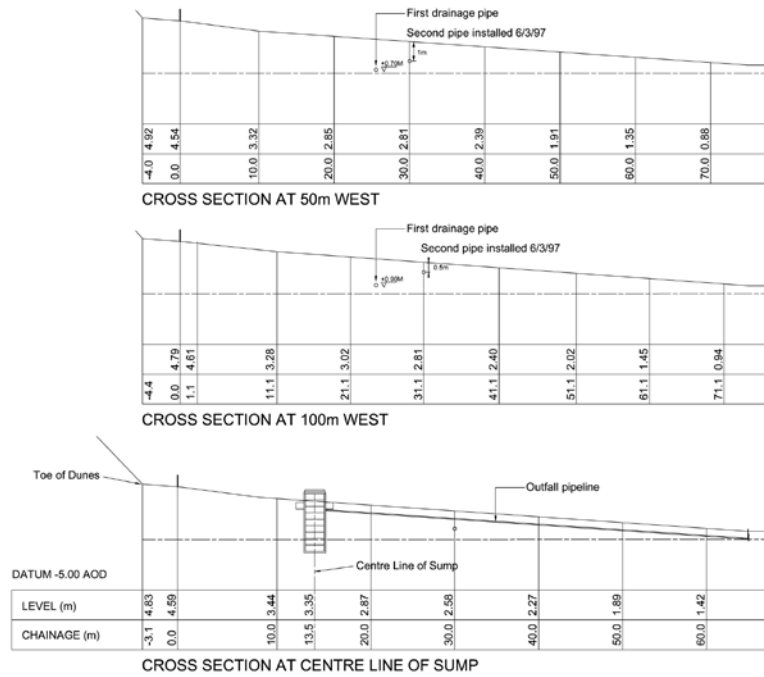 First drainage pipe
Second pipe installed 6/3/97
1m
+0.70M
4.92 4.54 3.32 2.85 2.81 2.39 1.91 1.35 0.88
-4.0 0.0 10.0 20.0 30.0 40.0 50.0 60.0 70.0
CROSS SECTION AT 50m WEST
First drainage pipe
Second pipe installed 6/3/97
0.5m
4.79 4.61 3.28 3.02 2.81 2.40 2.02 1.45 0.94
-4.4 0.0 1.1 11.1 21.1 31.1 41.1 51.1 61.1 71.1
CROSS SECTION AT 100m WEST
Toe of Dunes
Outfall pipeline
Centre Line of Sump
DATUM -5.00 AOD
LEVEL (m) 4.83 4.59 3.44 3.35 2.87 2.58 2.27 1.89 1.42
CHAINAGE (m) -3.1 0.0 10.0 13.5 20.0 30.0 40.0 50.0 60.0
CROSS SECTION AT CENTRE LINE OF SUMP